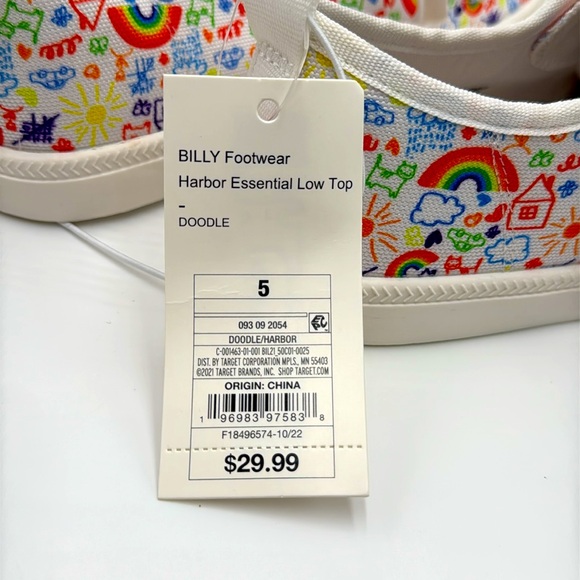 BILLY Footwear
Harbor Essential Low Top
-
DOODLE
5
093 09 2054
DOODLE/HARBOR
C-001463-01-001 BIL21_50C01-0025
DIST. BY TARGET CORPORATION MPLS., MN 55403
©2021 TARGET BRANDS, INC. SHOP TARGET.COM
ORIGIN: CHINA
1 96983 97583 8
F18496574-10/22
$29.99